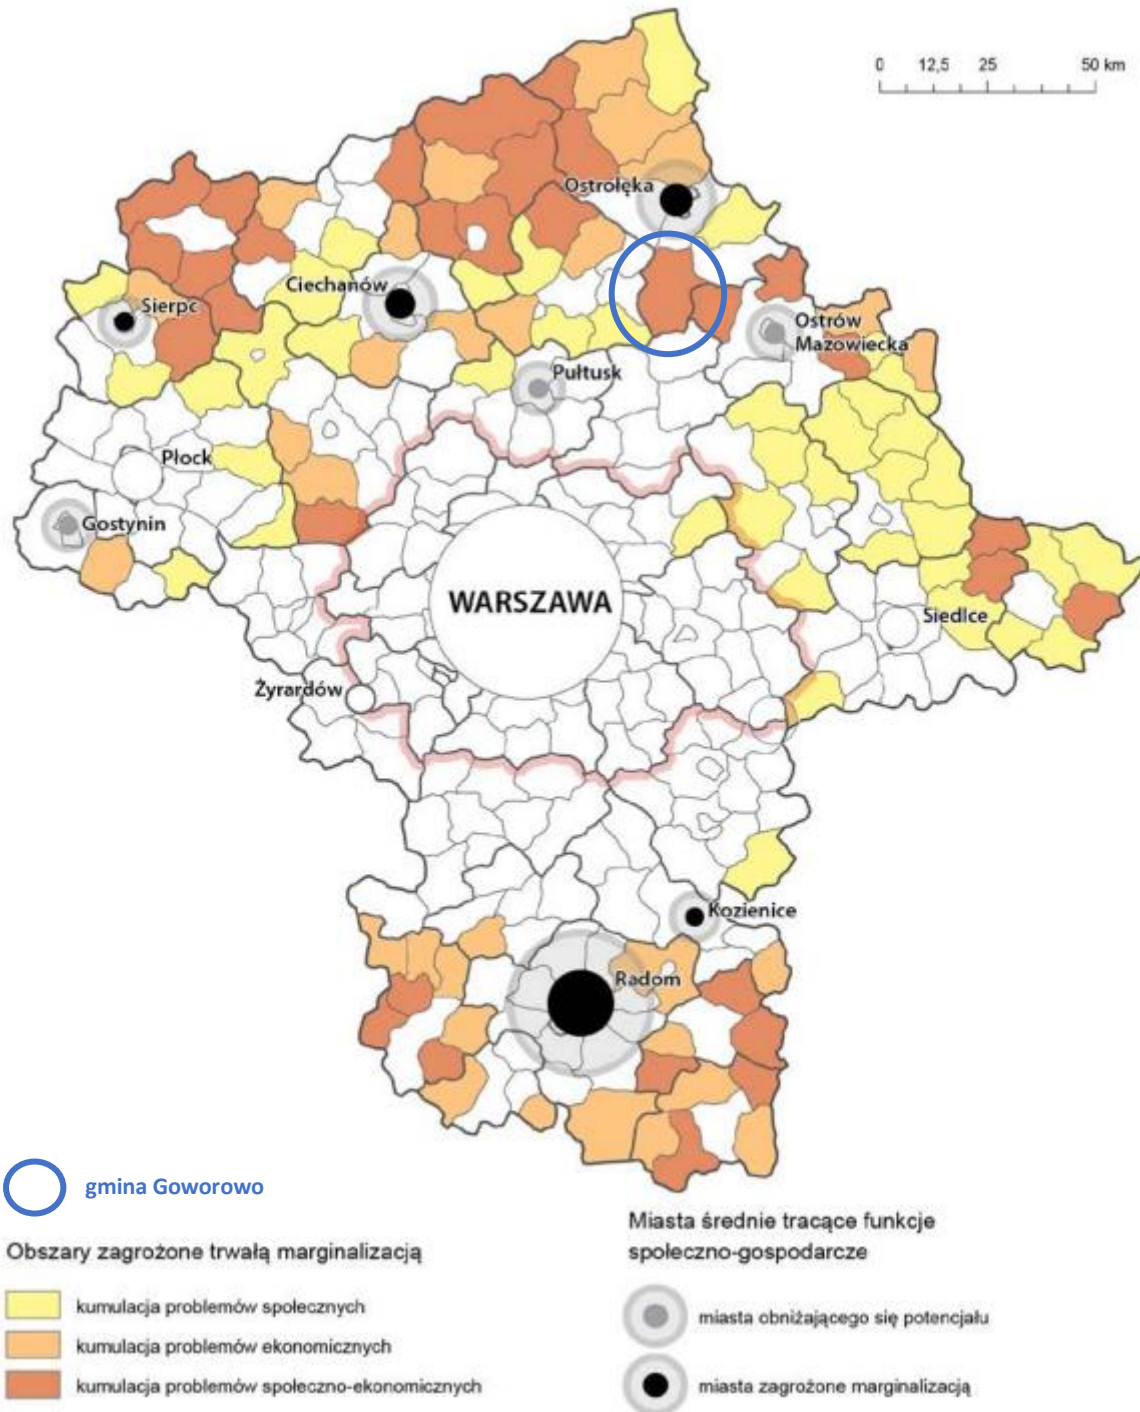 0 12,5 25 50 km
Ostrołęka
Ciechanów
Sierpc
Ostrów
Mazowiecka
Pułtusk
Płock
Gostynin
WARSZAWA
Siedlce
Żyrardów
Kozienice
Radom
gmina Goworowo
Obszary zagrożone trwałą marginalizacją
kumulacja problemów społecznych
kumulacja problemów ekonomicznych
kumulacja problemów społeczno-ekonomicznych
Miasta średnie tracące funkcje
społeczno-gospodarcze
miasta obniżającego się potencjału
miasta zagrożone marginalizacją